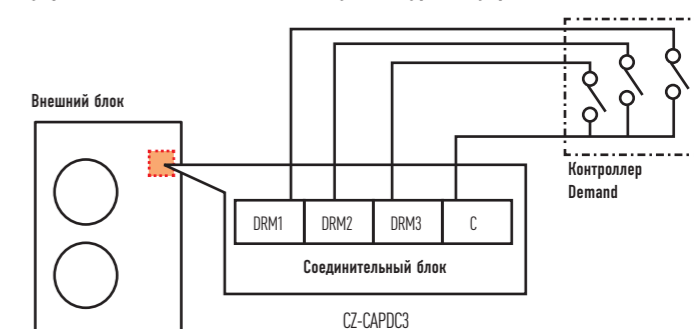 Внешний блок
Контроллер
Demand
DRM1 DRM2 DRM3 C
Соединительный блок
CZ-CAPDC3